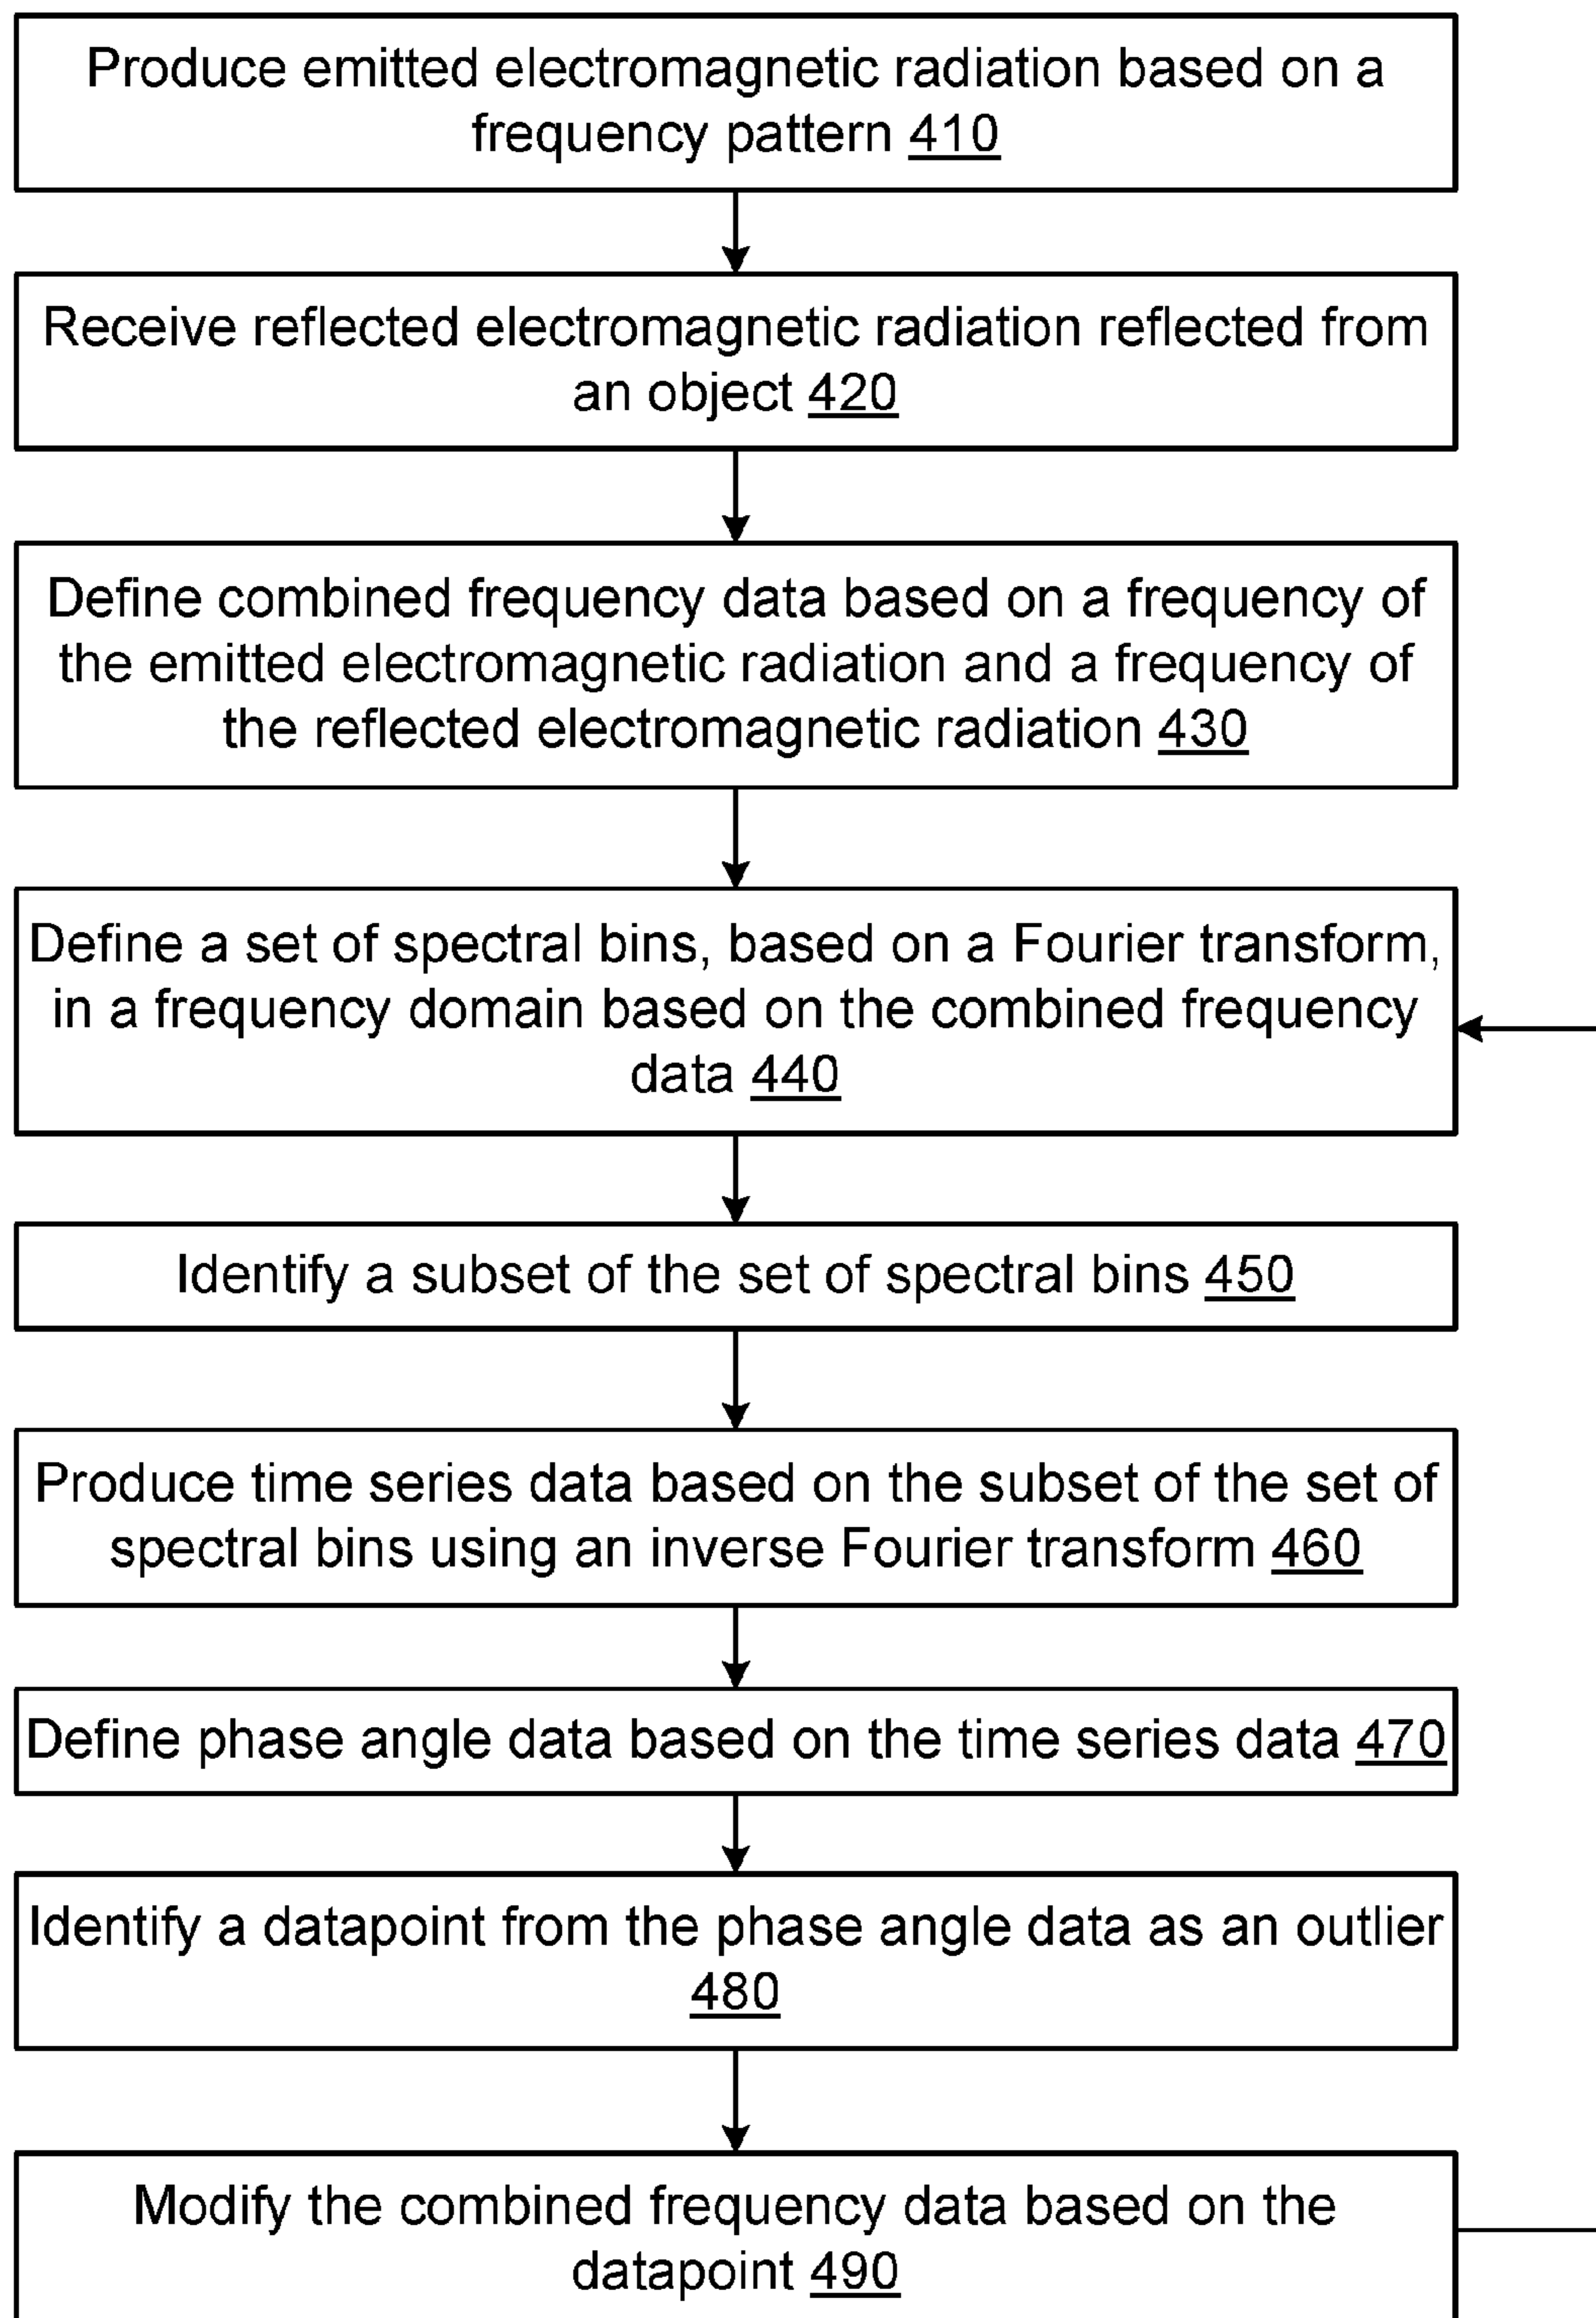 Produce emitted electromagnetic radiation based on a
frequency pattern 410
Receive reflected electromagnetic radiation reflected from
an object 420
Define combined frequency data based on a frequency of
the emitted electromagnetic radiation and a frequency of
the reflected electromagnetic radiation 430
Define a set of spectral bins, based on a Fourier transform,
in a frequency domain based on the combined frequency
data 440
Identify a subset of the set of spectral bins 450
Produce time series data based on the subset of the set of
spectral bins using an inverse Fourier transform 460
Define phase angle data based on the time series data 470
Identify a datapoint from the phase angle data as an outlier
480
Modify the combined frequency data based on the
datapoint 490